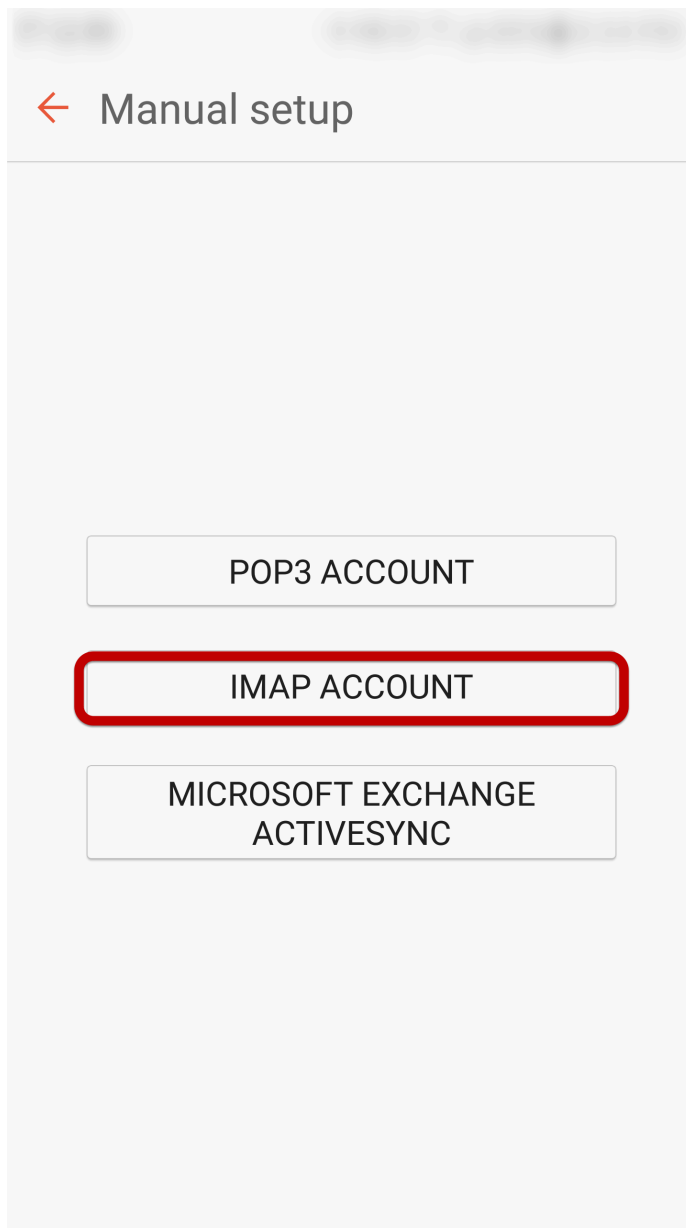 Manual setup
POP3 ACCOUNT
IMAP ACCOUNT
MICROSOFT EXCHANGE
ACTIVESYNC